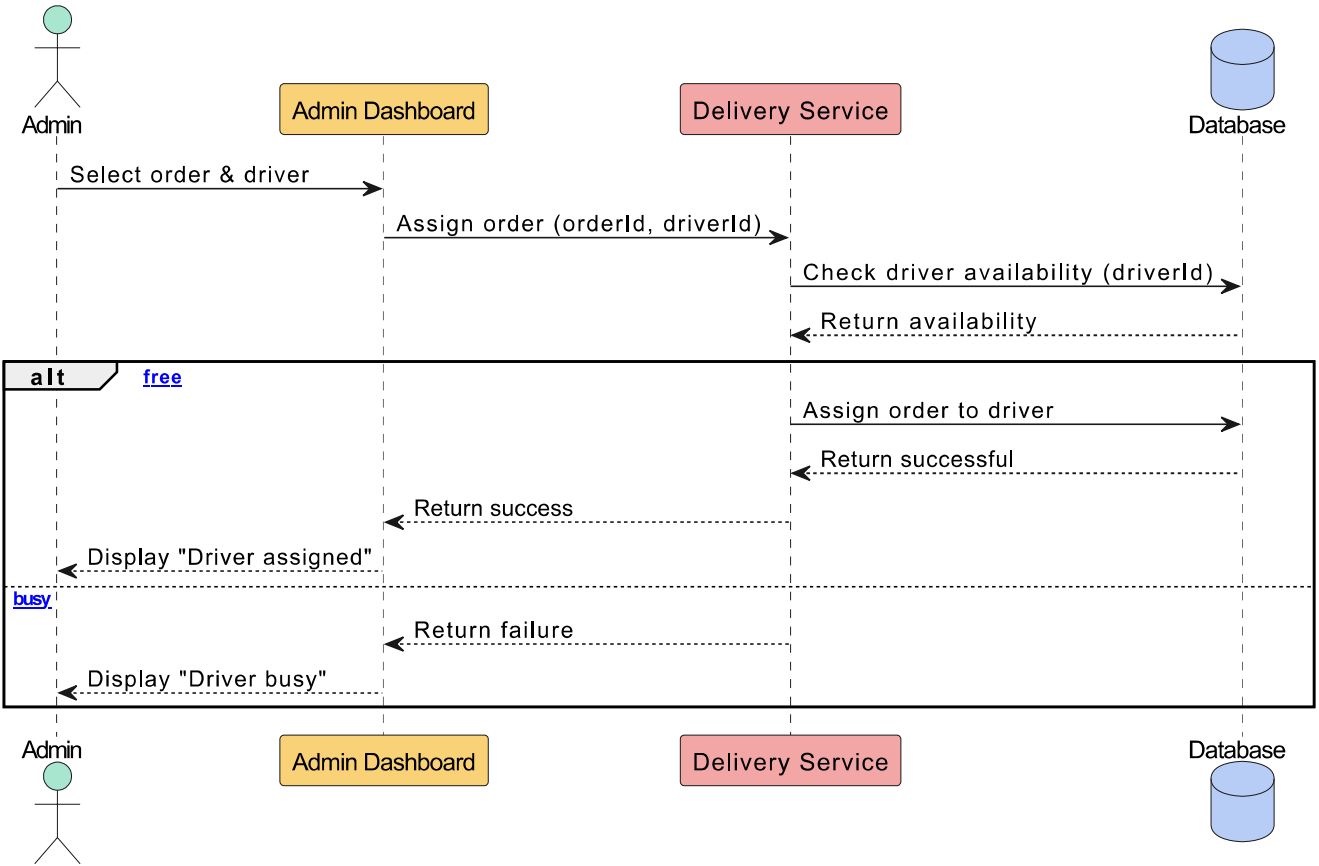 Admin
Admin Dashboard
Delivery Service
Database
Select order & driver
Assign order (orderId, driverId)
Check driver availability (driverId)
Return availability
alt
free
Assign order to driver
Return successful
Return success
Display "Driver assigned"
busy
Return failure
Display "Driver busy"
Admin
Admin Dashboard
Delivery Service
Database